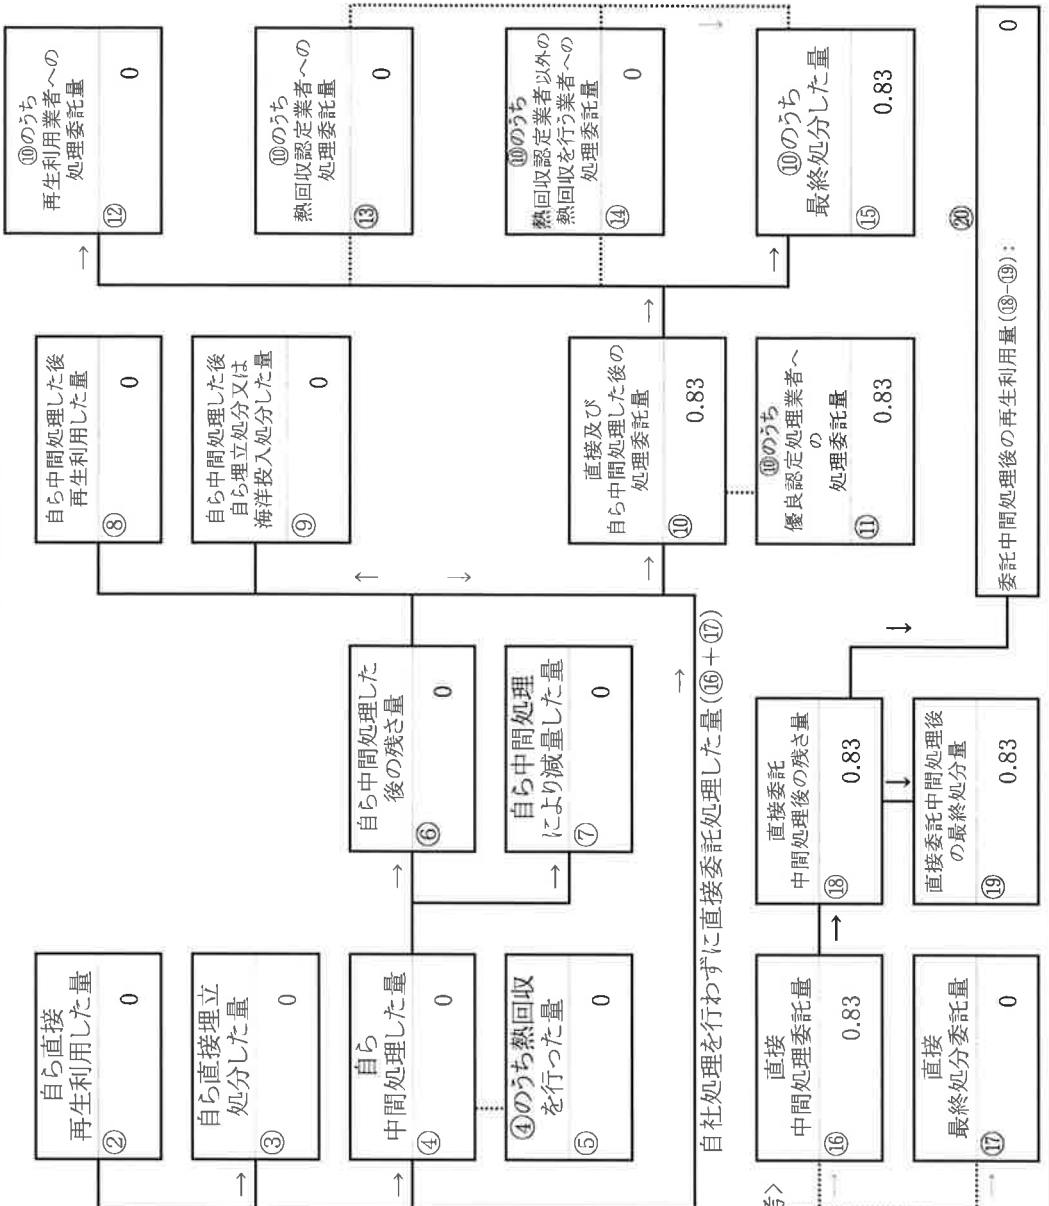 自ら直接
再生利用した量
②
0
自ら直接埋立
処分した量
③
0
自ら
中間処理した量
④
0
④のうち熱回収
を行った量
⑤
0
自ら中間処理した
後の残さ量
⑥
0
自ら中間処理
により減量した量
⑦
0
自ら中間処理した後
再生利用した量
⑧
0
自ら中間処理した後
自ら埋立処分又は
海洋投入処分した量
⑨
0
直接及び
自ら中間処理した後の
処理委託量
⑩
0.83
⑩のうち
優良認定処理業者へ
の
処理委託量
⑪
0.83
⑩のうち
再生利用業者への
処理委託量
⑫
0
⑩のうち
熱回収認定業者への
処理委託量
⑬
0
⑩のうち
熱回収認定業者以外の
熱回収を行う業者への
処理委託量
⑭
0
⑩のうち
最終処分した量
⑮
0.83
自社処理を行わずに直接委託処理した量(⑯+⑰)
直接
中間処理委託量
⑯
0.83
直接
最終処分委託量
⑰
0
直接委託
中間処理後の残さ量
⑱
0.83
直接委託中間処理後
の最終処分量
⑲
0.83
⑳
委託中間処理後の再生利用量(⑱-⑲):
0